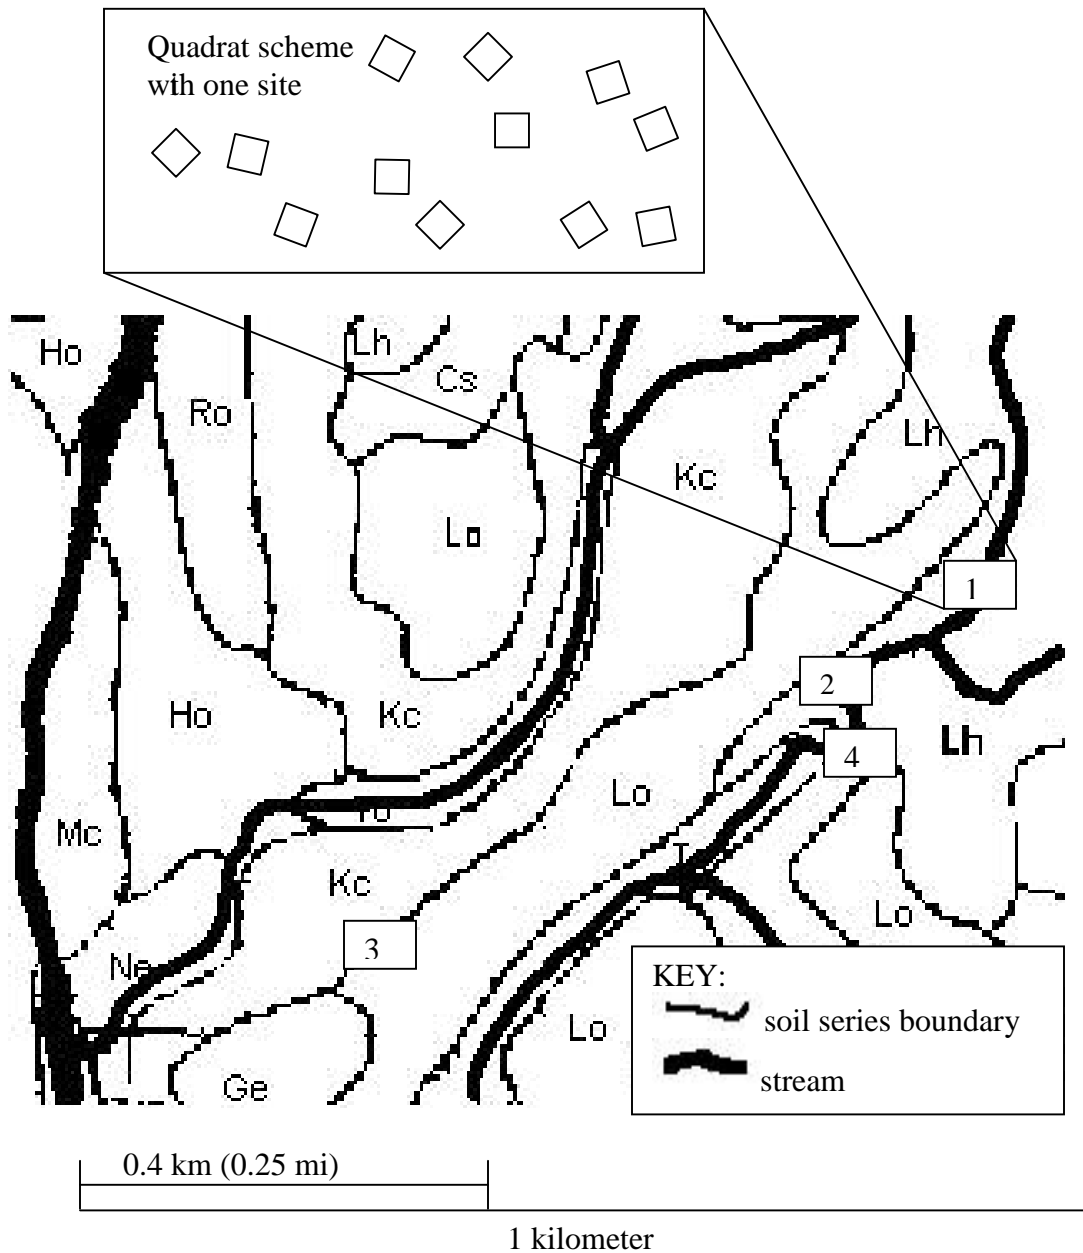 Quadrat scheme
wth one site
Ho
Lh
Cs
Ro
Lh
Kc
Lo
1
2
Ho
Kc
Lh
4
Lo
Mc
Kc
T
Lo
3
Ne
KEY:
soil series boundary
stream
Lo
Ge
0.4 km (0.25 mi)
1 kilometer